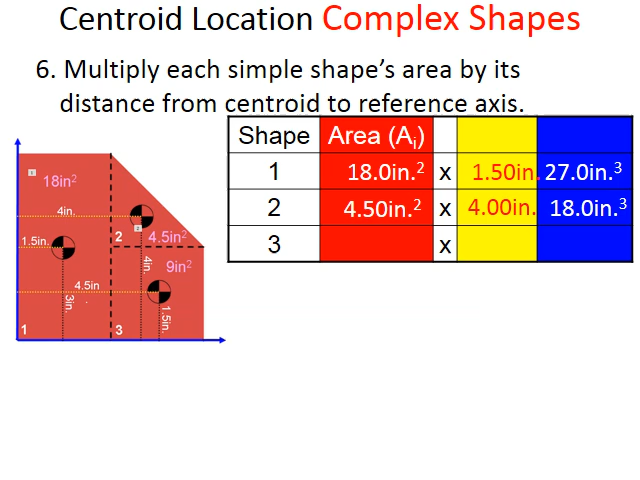 Centroid Location Complex Shapes
6. Multiply each simple shape's area by its
distance from centroid to reference axis.
Shape Area (Aᵢ)
1 18.0in.² x 1.50in. 27.0in.³
2 4.50in.² x 4.00in. 18.0in.³
3 x
1
18in²
4in.
2
2 4.5in²
1.5in.
4in.
9in²
4.5in
3in.
1.5in.
1
3